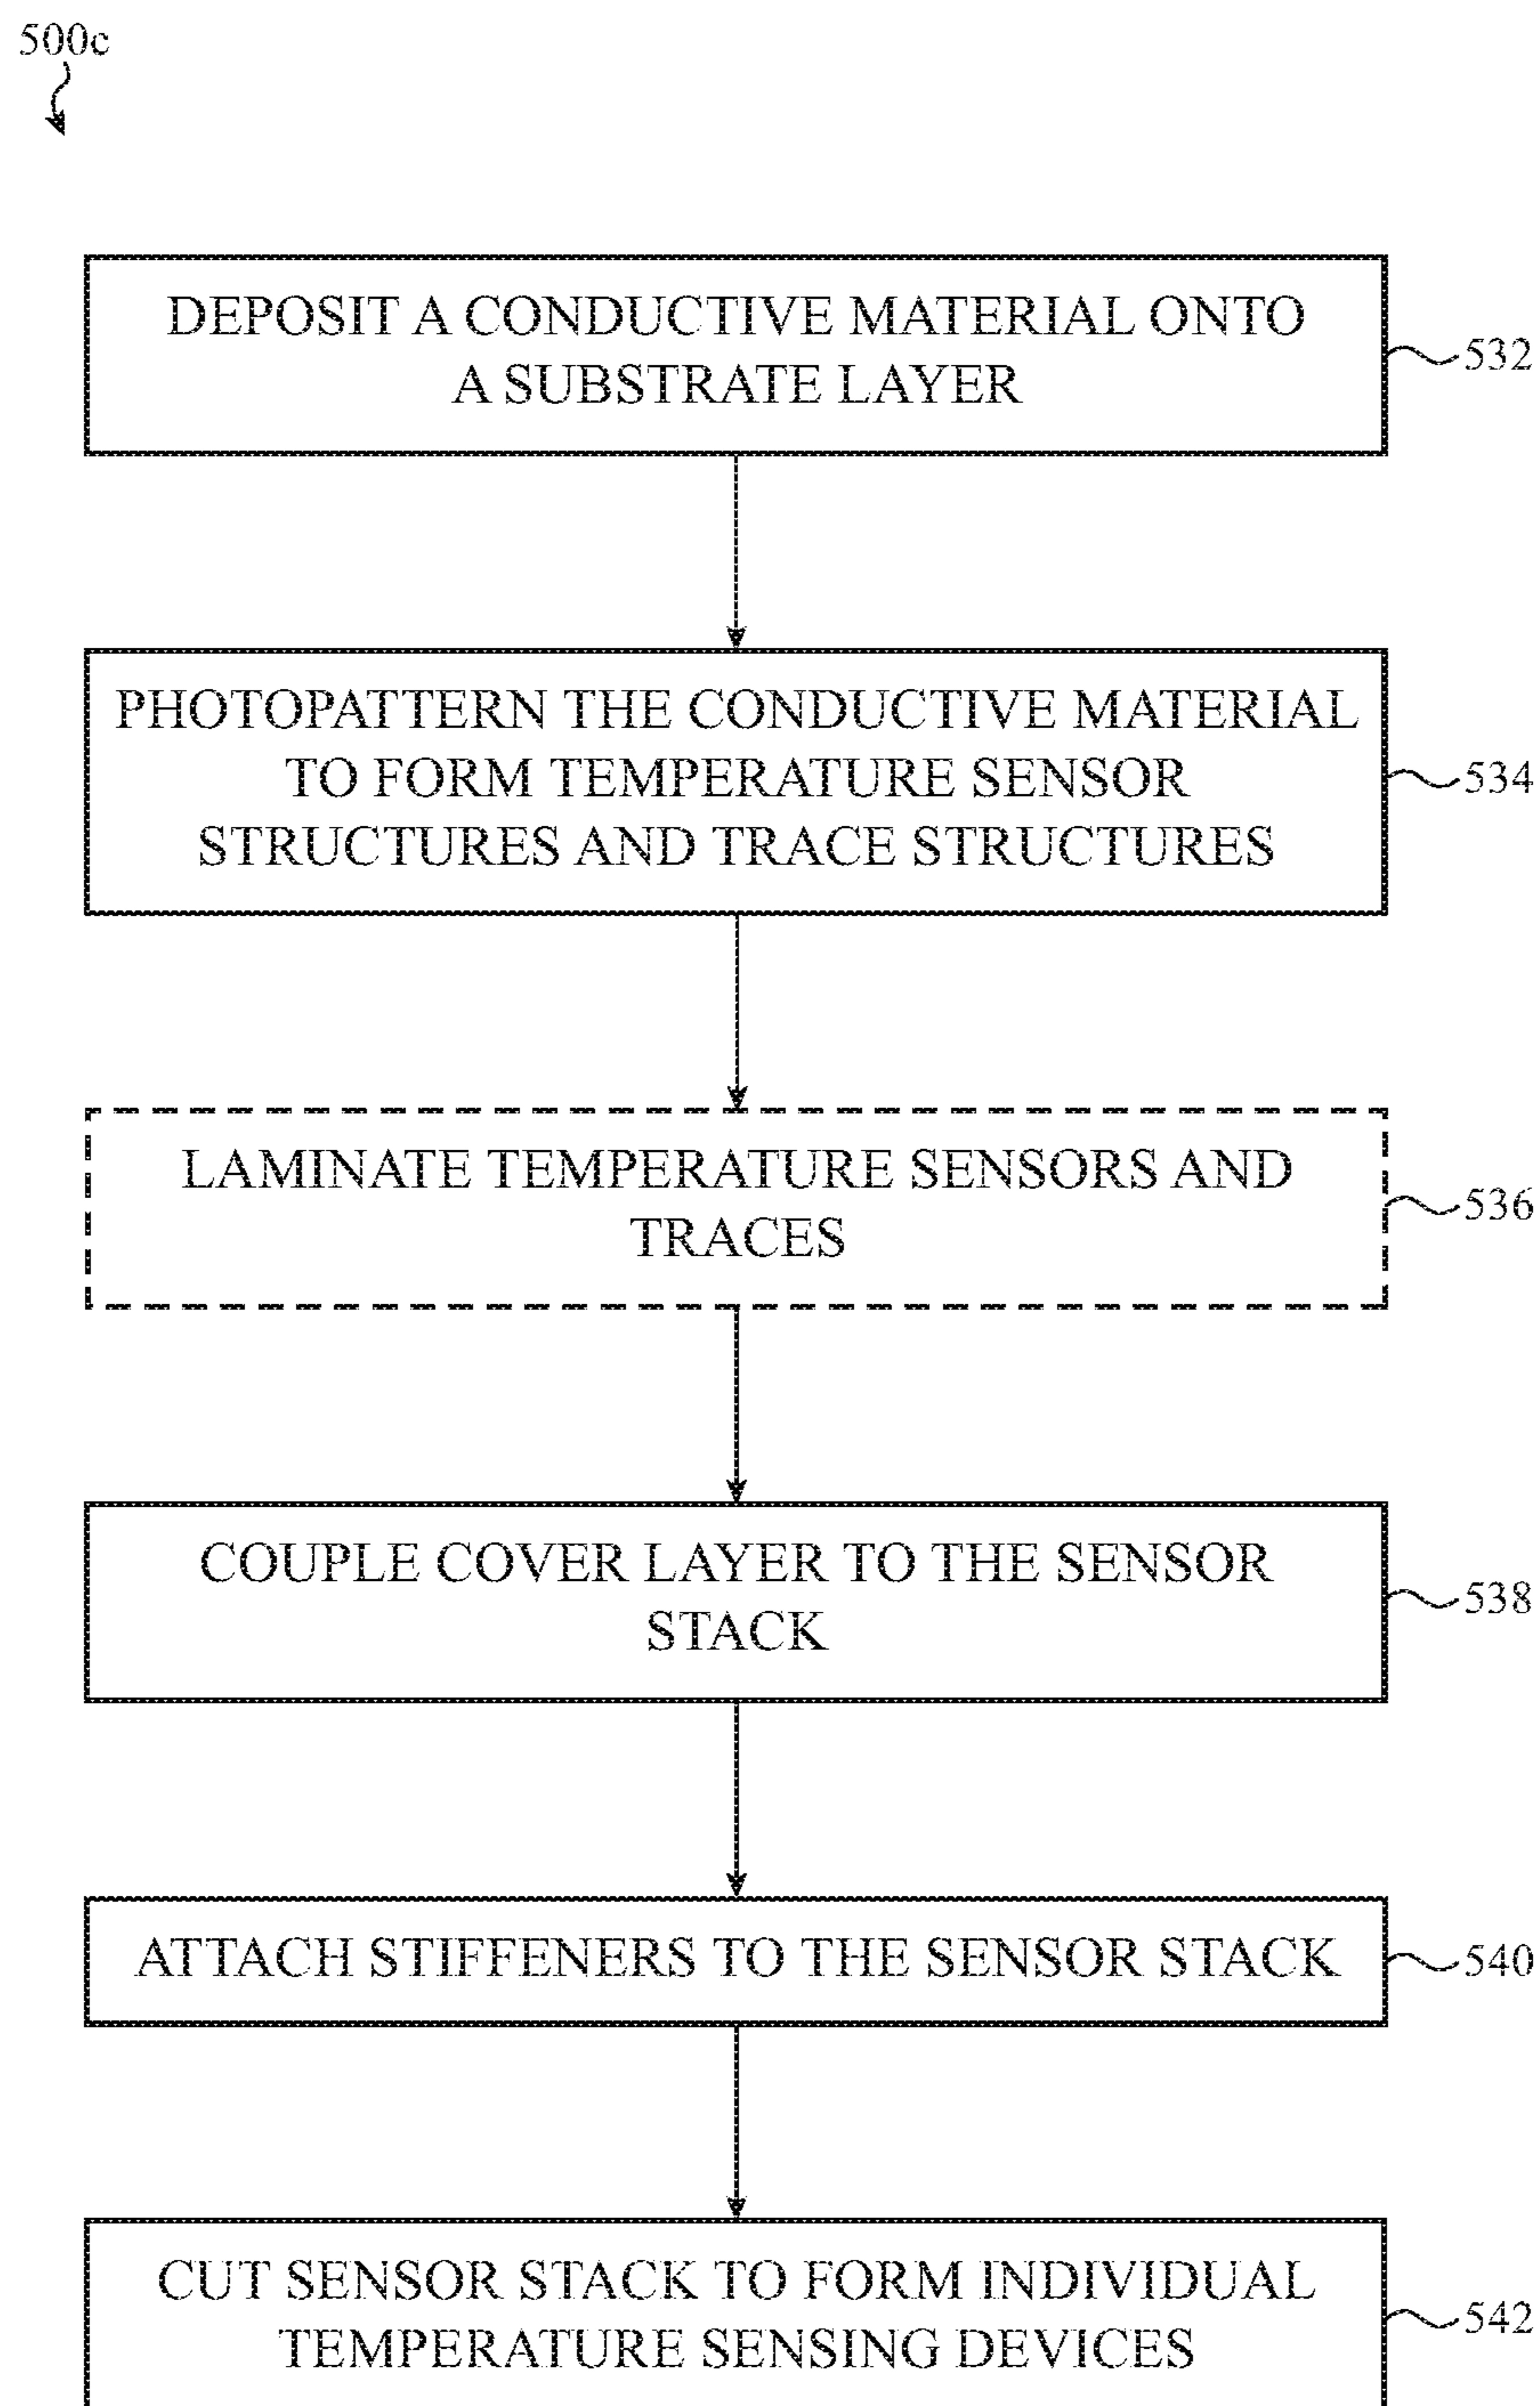 500c
DEPOSIT A CONDUCTIVE MATERIAL ONTO
A SUBSTRATE LAYER
532
PHOTOPATTERN THE CONDUCTIVE MATERIAL
TO FORM TEMPERATURE SENSOR
STRUCTURES AND TRACE STRUCTURES
534
LAMINATE TEMPERATURE SENSORS AND
TRACES
536
COUPLE COVER LAYER TO THE SENSOR
STACK
538
ATTACH STIFFENERS TO THE SENSOR STACK
540
CUT SENSOR STACK TO FORM INDIVIDUAL
TEMPERATURE SENSING DEVICES
542